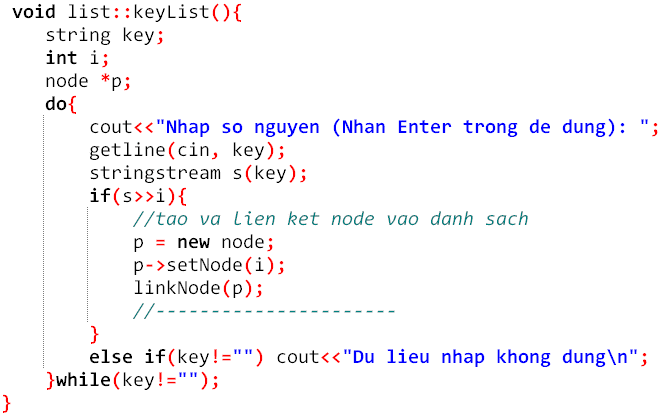 void list::keyList(){
string key;
int i;
node *p;
do{
cout<<"Nhap so nguyen (Nhan Enter trong de dung): ";
getline(cin, key);
stringstream s(key);
if(s>>i){
//tao va lien ket node vao danh sach
p = new node;
p->setNode(i);
linkNode(p);
//----------------------
}
else if(key!="") cout<<"Du lieu nhap khong dung\n";
}while(key!="");
}